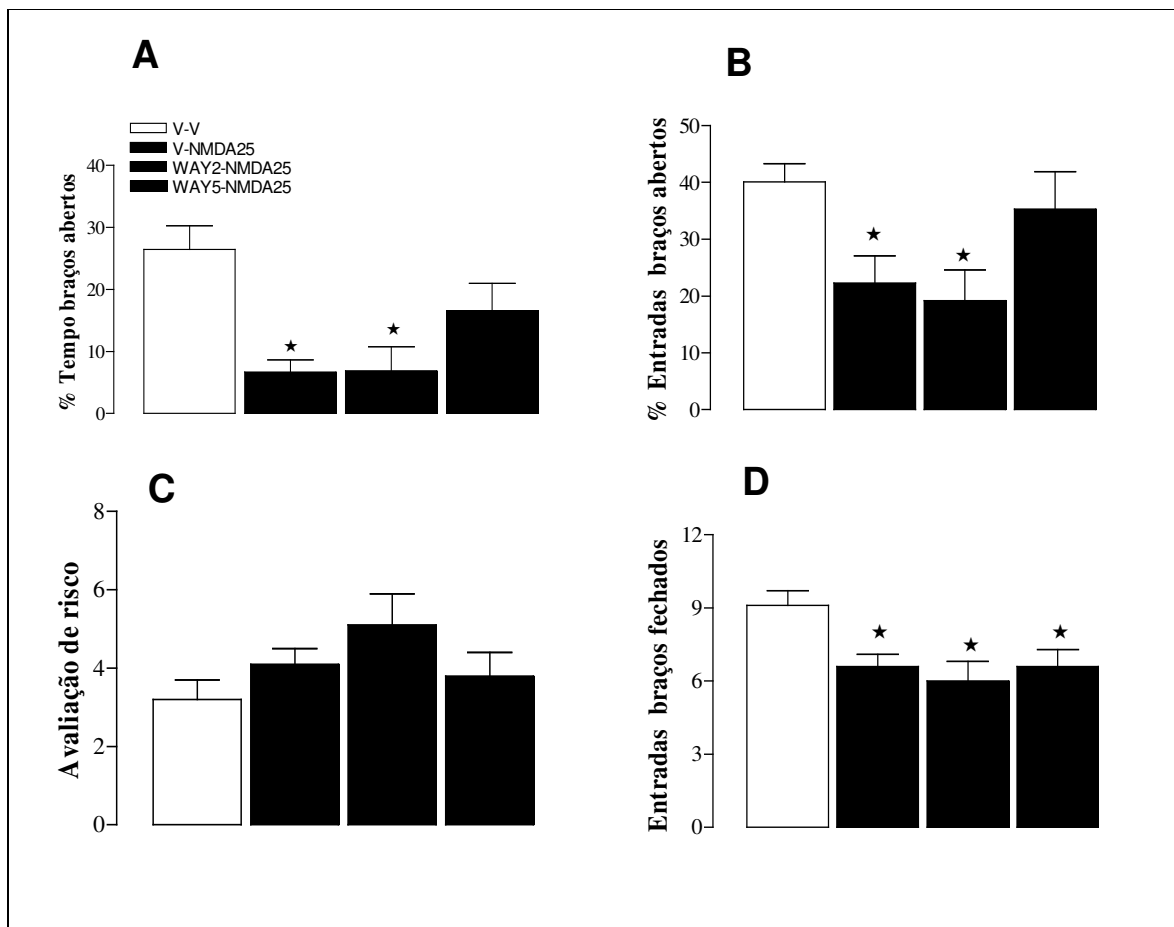 A
V-V
V-NMDA25
WAY2-NMDA25
WAY5-NMDA25
% Tempo braços abertos
40
30
20
10
0
★
★
B
% Entradas braços abertos
50
40
30
20
10
0
★
★
C
Avaliação de risco
8
6
4
2
0
D
Entradas braços fechados
12
9
6
3
0
★
★
★